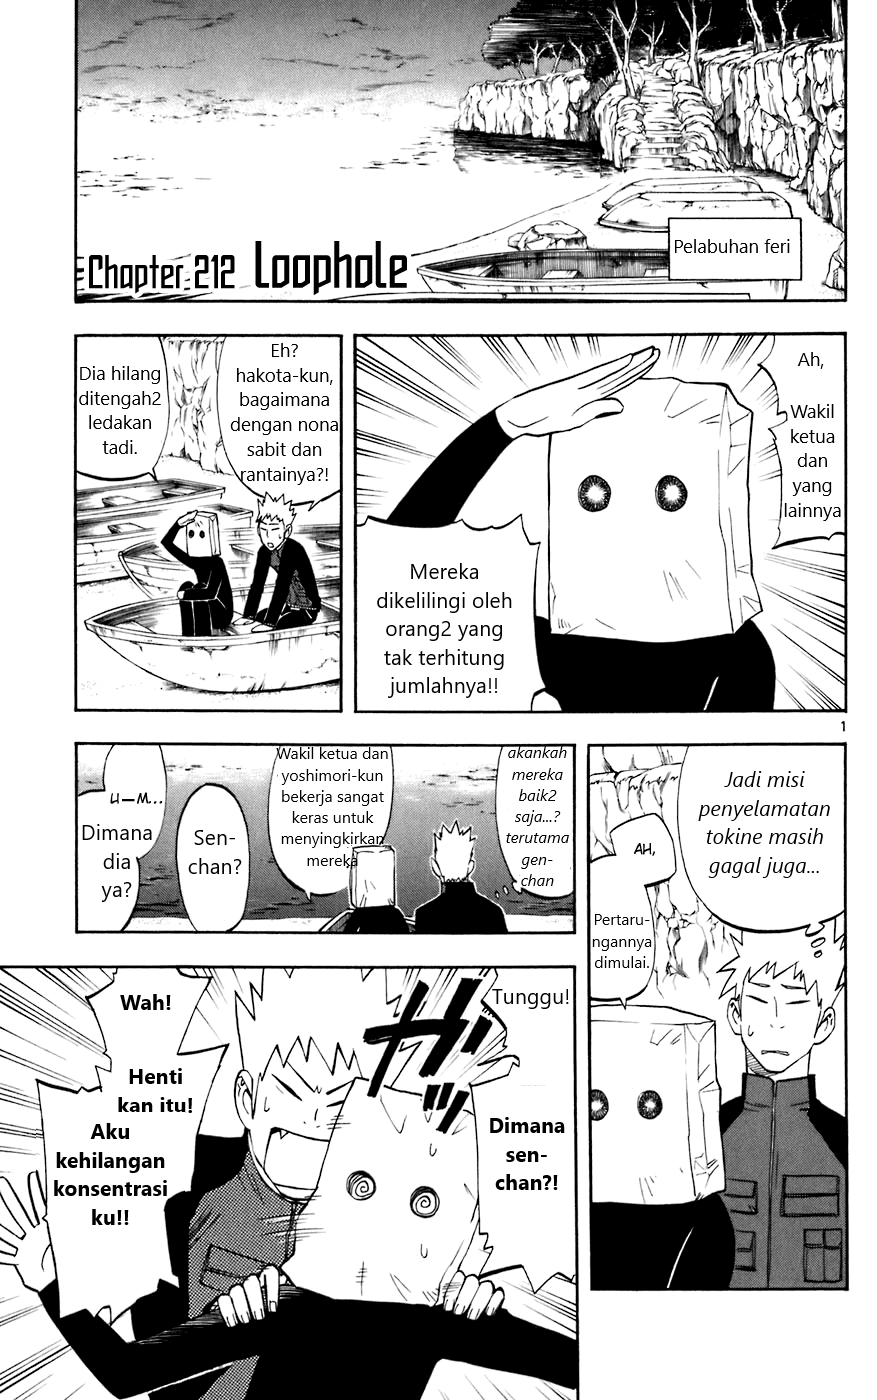 Pelabuhan feri
Chapter 212 Loophole
Ah,
Wakil
ketua
dan
yang
lainnya
Mereka
dikelilingi oleh
orang2 yang
tak terhitung
jumlahnya!!
Eh?
hakota-kun,
bagaimana
dengan nona
sabit dan
rantainya?!
Dia hilang
ditengah2
ledakan
tadi.
1
Jadi misi
penyelamatan
tokine masih
gagal juga...
AH,
Pertaru-
ngannya
dimulai.
akankah
mereka
baik2
saja...?
terutama
gen-
chan
Wakil ketua dan
yoshimori-kun
bekerja sangat
keras untuk
menyingkirkan
mereka
Sen-
chan?
U—M...
Dimana
dia
ya?
Tunggu!
Dimana
sen-
chan?!
ガガガ
Wah!
Henti
kan itu!
Aku
kehilangan
konsentrasi
ku!!